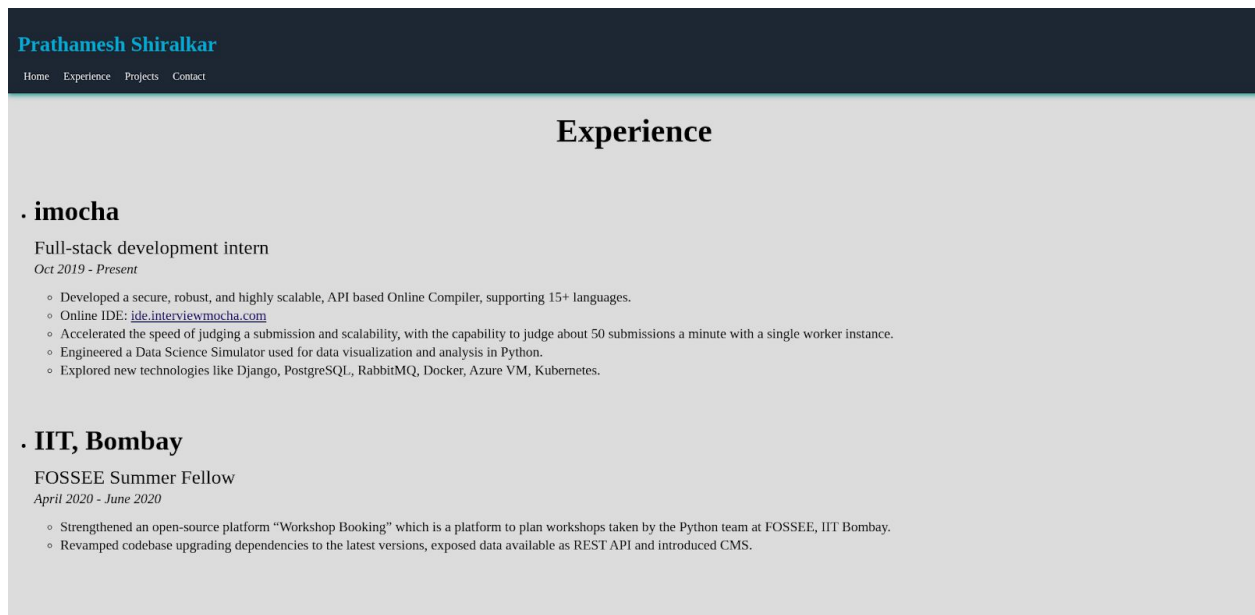 Prathamesh Shiralkar
Home Experience Projects Contact
Experience
imocha
Full-stack development intern
Oct 2019 - Present
Developed a secure, robust, and highly scalable, API based Online Compiler, supporting 15+ languages.
Online IDE: ide.interviewmocha.com
Accelerated the speed of judging a submission and scalability, with the capability to judge about 50 submissions a minute with a single worker instance.
Engineered a Data Science Simulator used for data visualization and analysis in Python.
Explored new technologies like Django, PostgreSQL, RabbitMQ, Docker, Azure VM, Kubernetes.
IIT, Bombay
FOSSEE Summer Fellow
April 2020 - June 2020
Strengthened an open-source platform “Workshop Booking” which is a platform to plan workshops taken by the Python team at FOSSEE, IIT Bombay.
Revamped codebase upgrading dependencies to the latest versions, exposed data available as REST API and introduced CMS.